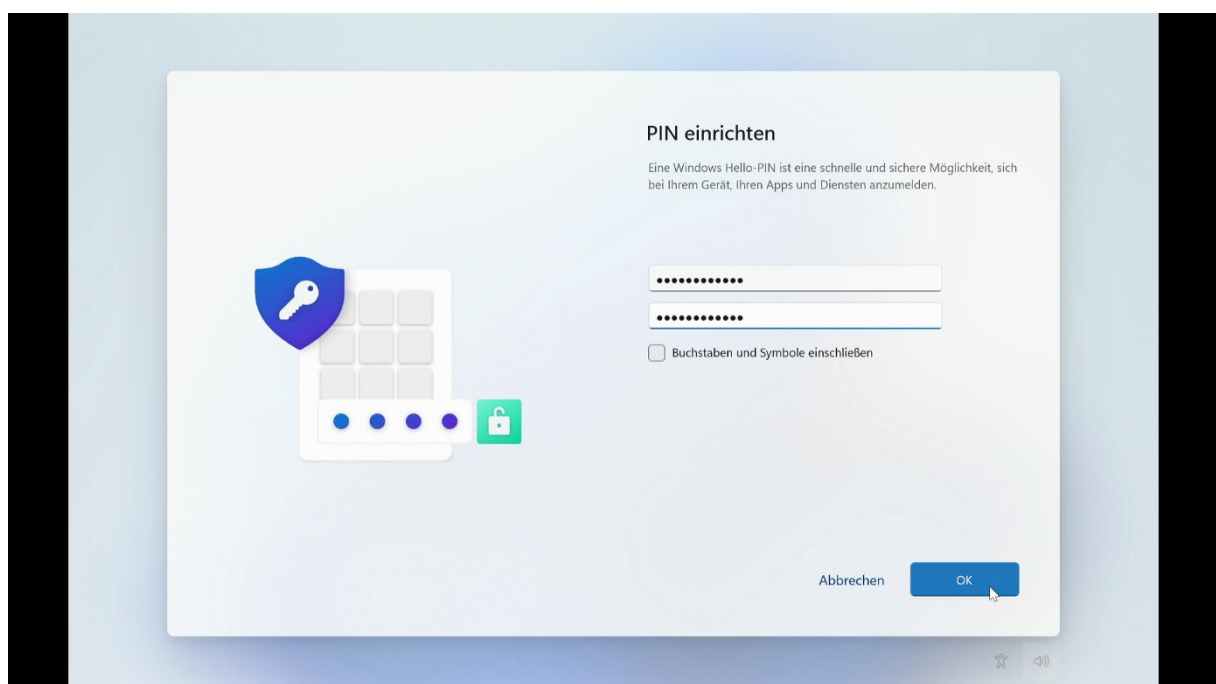 PIN einrichten
Eine Windows Hello-PIN ist eine schnelle und sichere Möglichkeit, sich
bei Ihrem Gerät, Ihren Apps und Diensten anzumelden.
••••••••••••
••••••••••••
Buchstaben und Symbole einschließen
Abbrechen
OK